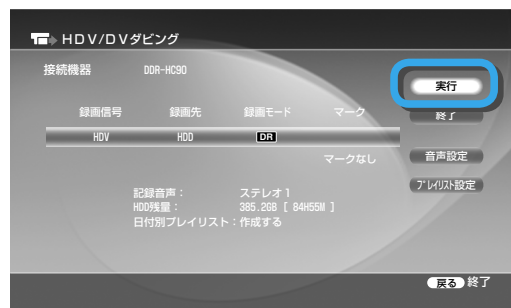 HDV/DVダビング
接続機器 DDR-HC90
実行
録画信号 録画先 録画モード マーク 終了
HDV HDD DR
マークなし 音声設定
記録音声： ステレオ1 プレイリスト設定
HDD残量： 385.2GB [ 84H55M ]
日付別プレイリスト：作成する
戻る 終了